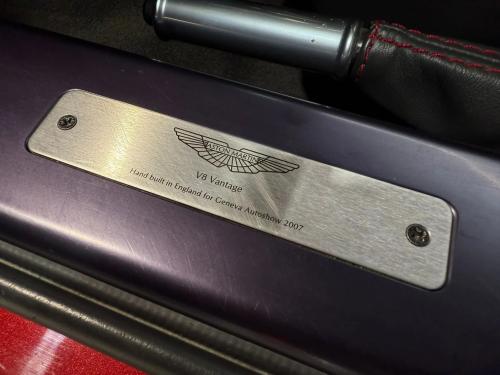 ASTON MARTIN
V8 Vantage
Hand built in England for Geneva Autoshow 2007